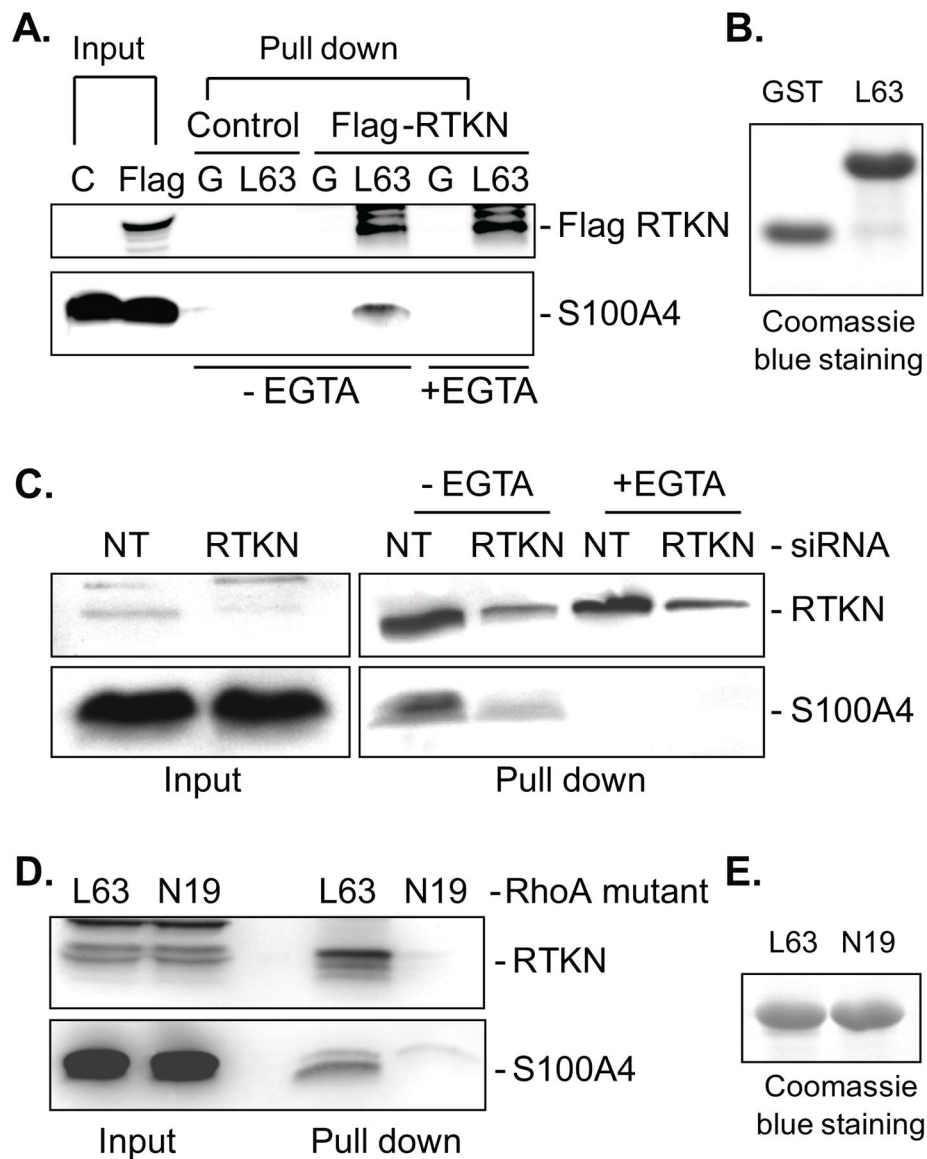 A.
Input
Pull down
Control
Flag-RTKN
C Flag G L63 G L63 G L63
- Flag RTKN
- S100A4
- EGTA
+EGTA
B.
GST L63
Coomassie
blue staining
C.
- EGTA
+EGTA
NT RTKN NT RTKN NT RTKN - siRNA
- RTKN
- S100A4
Input
Pull down
D.
L63 N19 L63 N19 -RhoA mutant
- RTKN
- S100A4
Input
Pull down
E.
L63 N19
Coomassie
blue staining